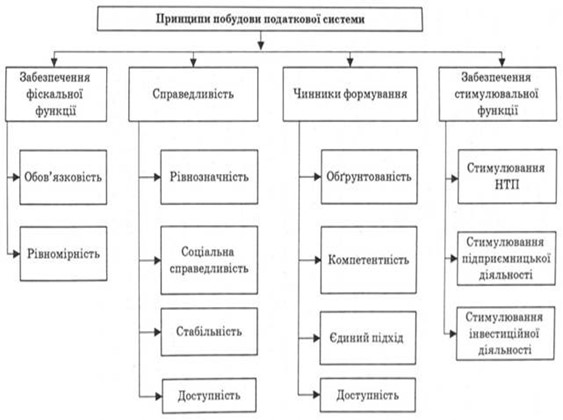 Принципи побудови податкової системи
Забезпечення
фіскальної
функції
Справедливість
Чинники формування
Забезпечення
стимулювальної
функції
Обов’язковість
Рівнозначність
Обґрунтованість
Стимулювання
НТП
Рівномірність
Соціальна
справедливість
Компетентність
Стимулювання
підприємницької
діяльності
Стабільність
Єдиний підхід
Стимулювання
інвестиційної
діяльності
Доступність
Доступність